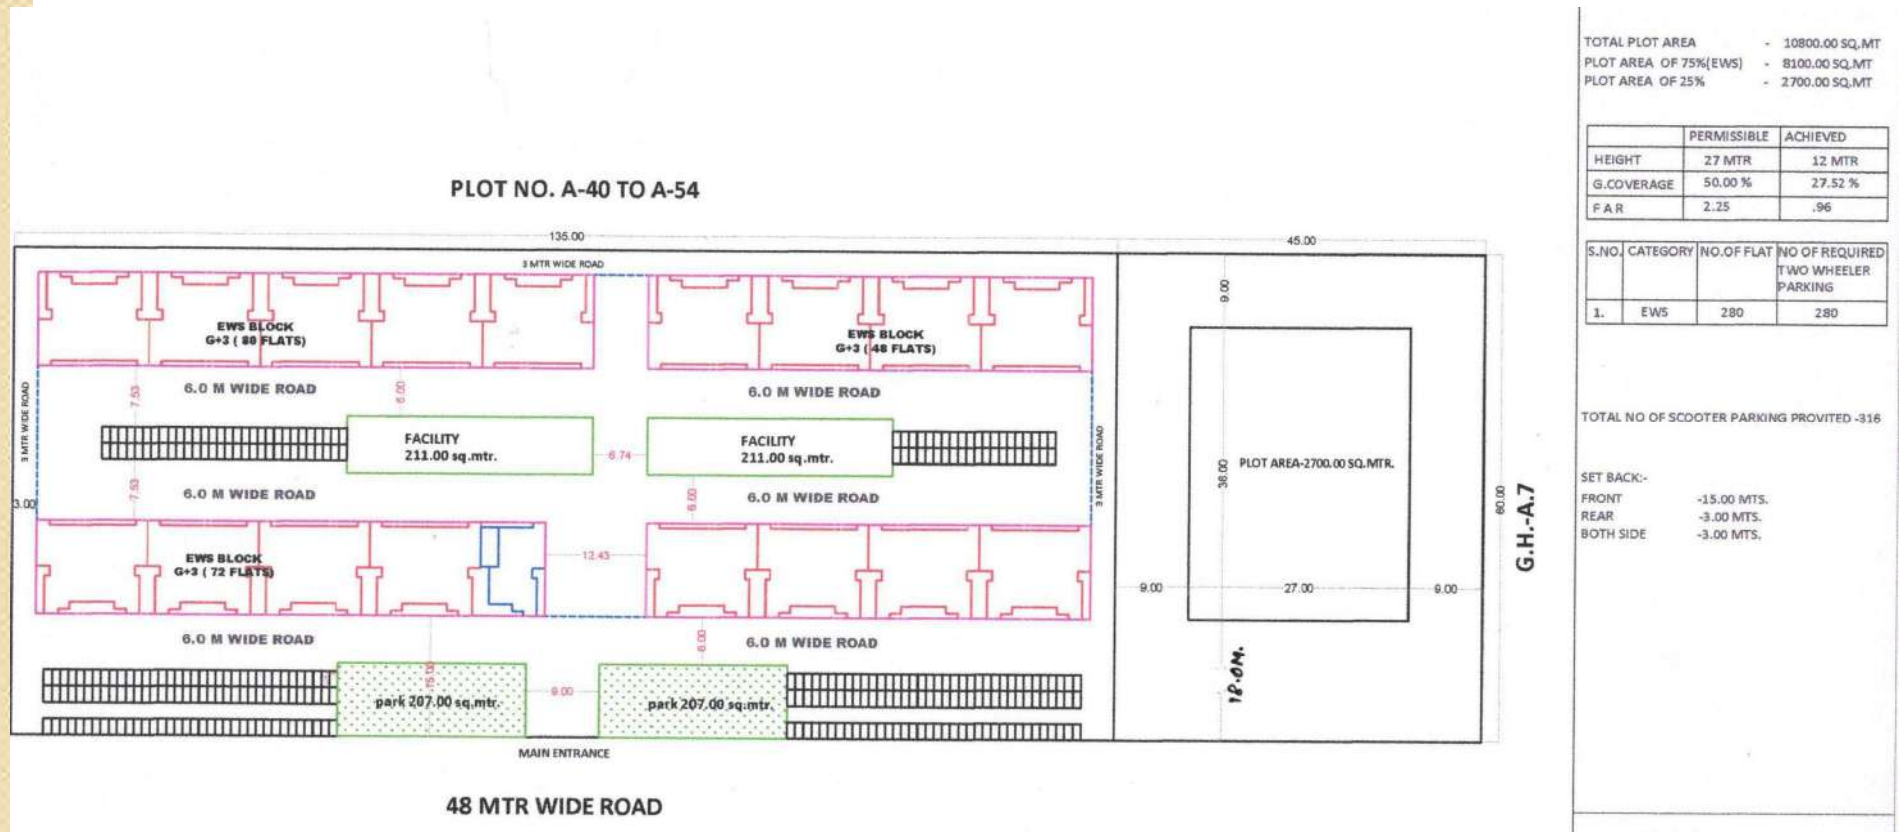 PLOT NO. A-40 TO A-54
135.00
45.00
3 MTR WIDE ROAD
9.00
EWS BLOCK
G+3 ( 80 FLATS)
EWS BLOCK
G+3 ( 48 FLATS)
3 MTR WIDE ROAD
7.53
6.0 M WIDE ROAD
6.00
6.0 M WIDE ROAD
FACILITY
211.00 sq.mtr.
6.74
FACILITY
211.00 sq.mtr.
3 MTR WIDE ROAD
38.00
PLOT AREA-2700.00 SQ.MTR.
60.00
G.H.-A.7
3.00
7.53
6.0 M WIDE ROAD
6.00
6.0 M WIDE ROAD
EWS BLOCK
G+3 ( 72 FLATS)
12.43
9.00
27.00
9.00
6.0 M WIDE ROAD
6.00
6.0 M WIDE ROAD
18.0M.
15.00
park 207.00 sq.mtr.
9.00
park 207.00 sq.mtr.
MAIN ENTRANCE
48 MTR WIDE ROAD
TOTAL PLOT AREA - 10800.00 SQ.MT
PLOT AREA OF 75%(EWS) - 8100.00 SQ.MT
PLOT AREA OF 25% - 2700.00 SQ.MT
PERMISSIBLE ACHIEVED
HEIGHT 27 MTR 12 MTR
G.COVERAGE 50.00 % 27.52 %
F A R 2.25 .96
S.NO. CATEGORY NO.OF FLAT NO OF REQUIRED
TWO WHEELER
PARKING
1. EWS 280 280
TOTAL NO OF SCOOTER PARKING PROVITED -316
SET BACK:-
FRONT -15.00 MTS.
REAR -3.00 MTS.
BOTH SIDE -3.00 MTS.